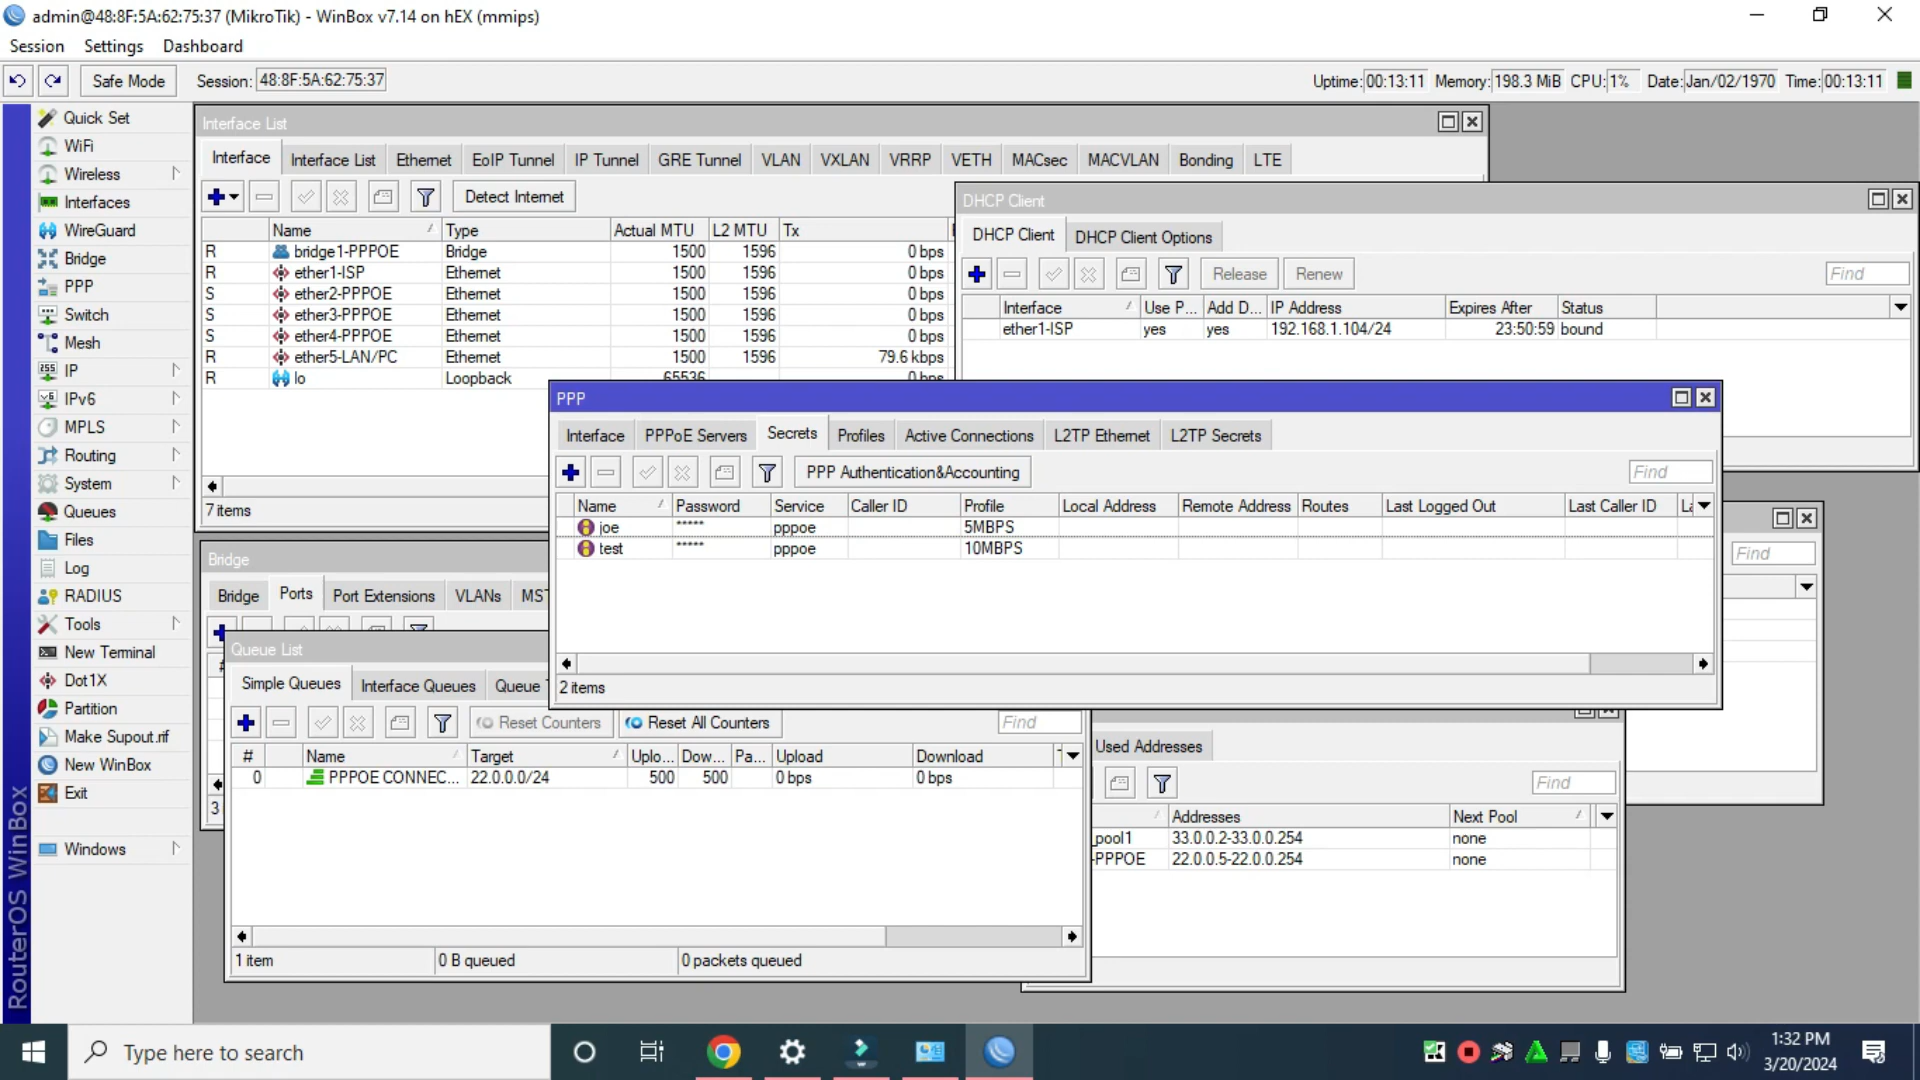 admin@48:8F:5A:62:75:37 (MikroTik) - WinBox v7.14 on hEX (mmips)
Session Settings Dashboard
Safe Mode Session: 48:8F:5A:62:75:37 Uptime: 00:13:11 Memory: 198.3 MiB CPU: 1% Date: Jan/02/1970 Time: 00:13:11
Quick Set
WiFi
Wireless
Interfaces
WireGuard
Bridge
PPP
Switch
Mesh
IP
IPv6
MPLS
Routing
System
Queues
Files
Log
RADIUS
Tools
New Terminal
Dot1X
Partition
Make Supout.rif
New WinBox
Exit
Windows
RouterOS WinBox
Interface List
Interface Interface List Ethernet EoIP Tunnel IP Tunnel GRE Tunnel VLAN VXLAN VRRP VETH MACsec MACVLAN Bonding LTE
Detect Internet
Name Type Actual MTU L2 MTU Tx
R bridge1-PPPOE Bridge 1500 1596 0 bps
R ether1-ISP Ethernet 1500 1596 0 bps
S ether2-PPPOE Ethernet 1500 1596 0 bps
S ether3-PPPOE Ethernet 1500 1596 0 bps
S ether4-PPPOE Ethernet 1500 1596 0 bps
R ether5-LAN/PC Ethernet 1500 1596 79.6 kbps
R lo Loopback 65536 0 bps
7 items
DHCP Client
DHCP Client DHCP Client Options
Release Renew Find
Interface Use P... Add D... IP Address Expires After Status
ether1-ISP yes yes 192.168.1.104/24 23:50:59 bound
PPP
Interface PPPoE Servers Secrets Profiles Active Connections L2TP Ethernet L2TP Secrets
PPP Authentication&Accounting Find
Name Password Service Caller ID Profile Local Address Remote Address Routes Last Logged Out Last Caller ID La
joe ***** pppoe 5MBPS
test ***** pppoe 10MBPS
2 items
Find
Bridge
Bridge Ports Port Extensions VLANs MST
#
3
Queue List
Simple Queues Interface Queues Queue
Reset Counters Reset All Counters Find
# Name Target Uplo... Dow... Pa... Upload Download
0 PPPOE CONNEC... 22.0.0.0/24 500 500 0 bps 0 bps
1 item 0 B queued 0 packets queued
Used Addresses
Find
Addresses Next Pool
_pool1 33.0.0.2-33.0.0.254 none
-PPPOE 22.0.0.5-22.0.0.254 none
Type here to search
1:32 PM
3/20/2024